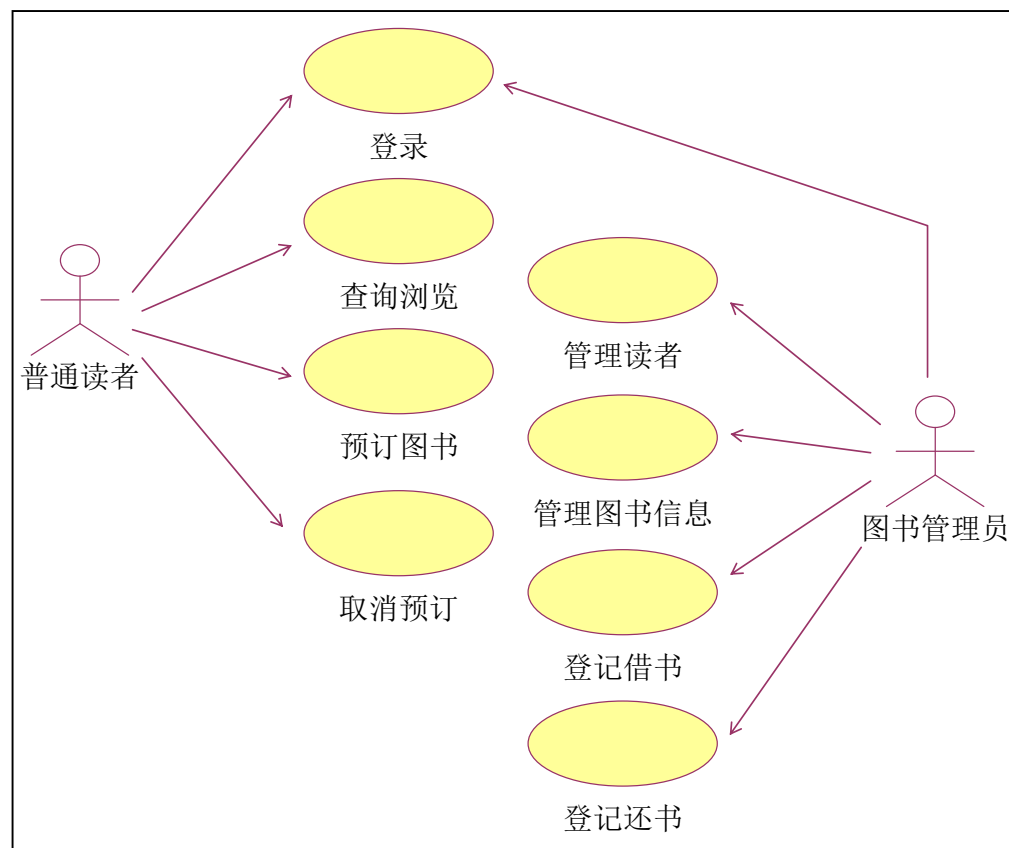 登录
查询浏览
普通读者
管理读者
预订图书
管理图书信息
图书管理员
取消预订
登记借书
登记还书